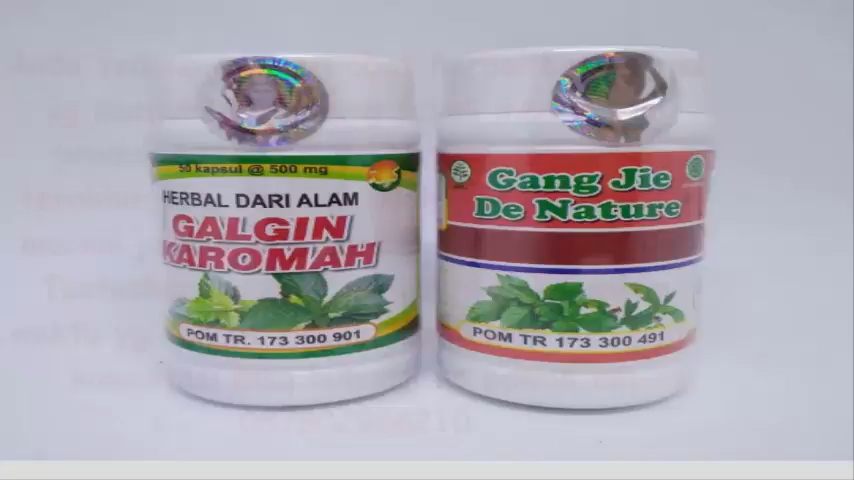 50 kapsul @ 500 mg
HERBAL DARI ALAM
GALGIN
KAROMAH
POM TR. 173 300 901
Gang Jie
De Nature
POM TR 173 300 491